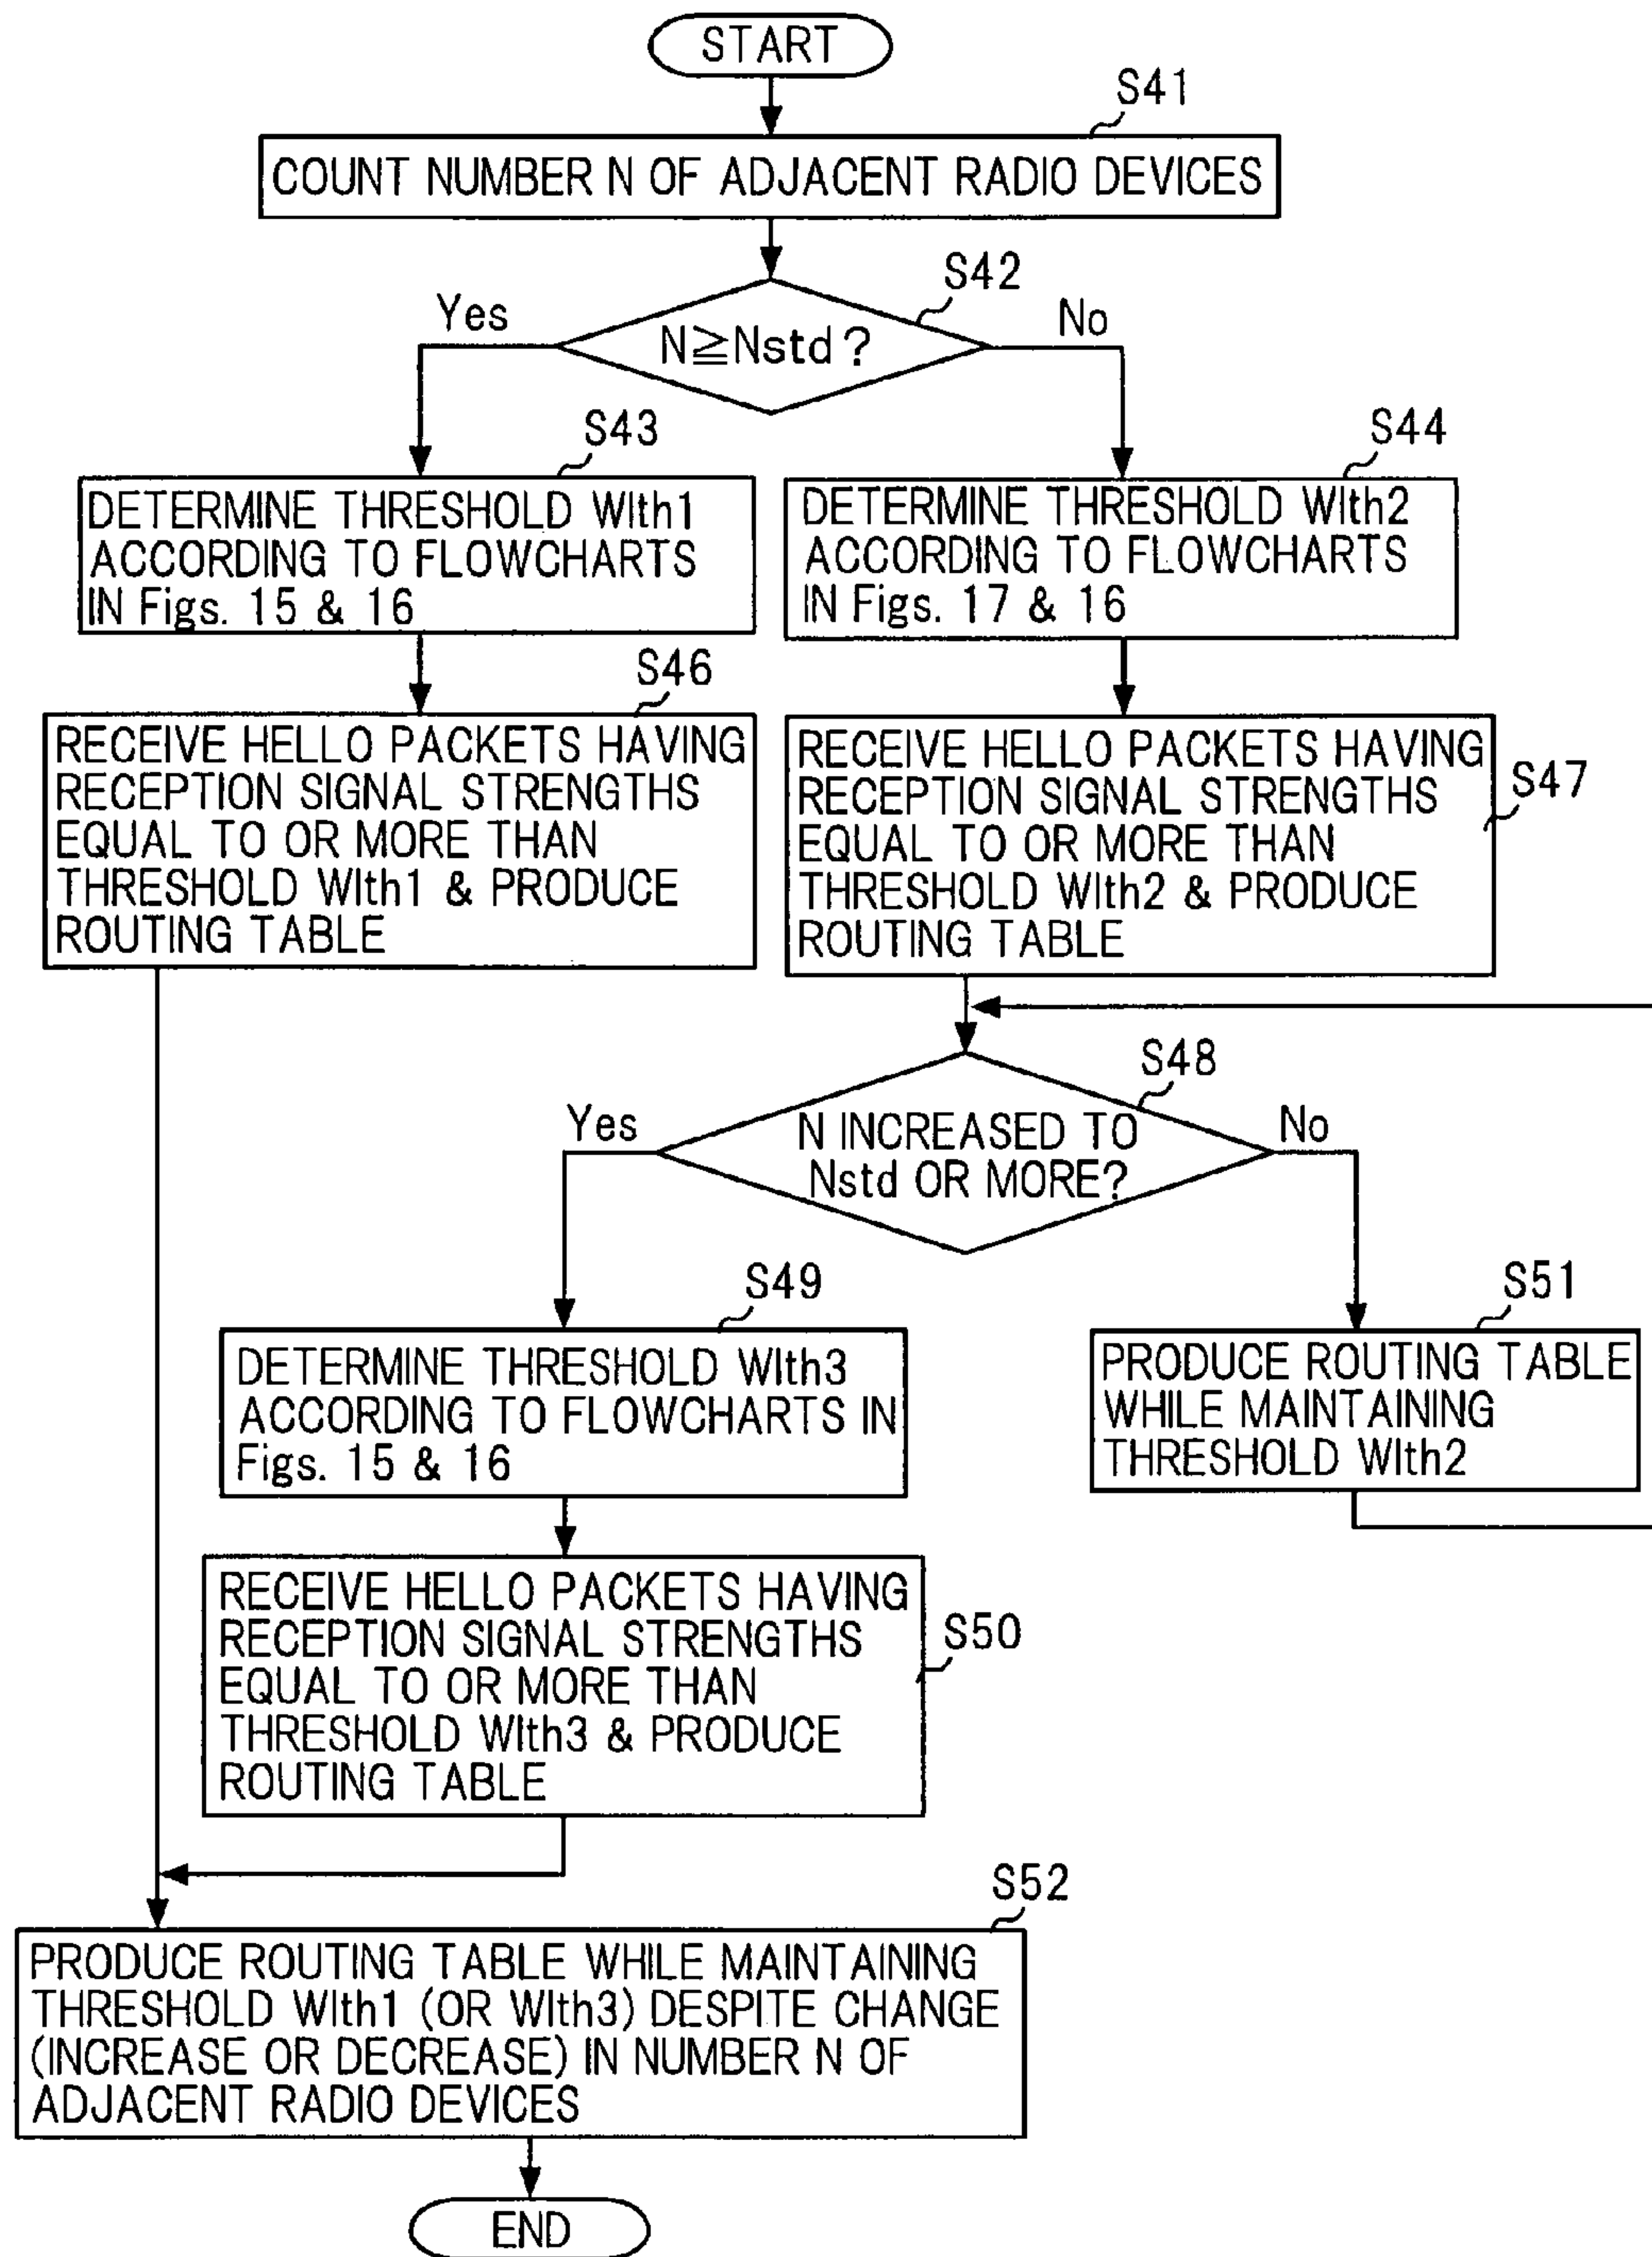 START
S41
COUNT NUMBER N OF ADJACENT RADIO DEVICES
S42
Yes
N≧Nstd?
No
S43
DETERMINE THRESHOLD WIth1
ACCORDING TO FLOWCHARTS
IN Figs. 15 & 16
S44
DETERMINE THRESHOLD WIth2
ACCORDING TO FLOWCHARTS
IN Figs. 17 & 16
S46
RECEIVE HELLO PACKETS HAVING
RECEPTION SIGNAL STRENGTHS
EQUAL TO OR MORE THAN
THRESHOLD WIth1 & PRODUCE
ROUTING TABLE
S47
RECEIVE HELLO PACKETS HAVING
RECEPTION SIGNAL STRENGTHS
EQUAL TO OR MORE THAN
THRESHOLD WIth2 & PRODUCE
ROUTING TABLE
S48
Yes
N INCREASED TO
Nstd OR MORE?
No
S49
DETERMINE THRESHOLD WIth3
ACCORDING TO FLOWCHARTS IN
Figs. 15 & 16
S51
PRODUCE ROUTING TABLE
WHILE MAINTAINING
THRESHOLD WIth2
S50
RECEIVE HELLO PACKETS HAVING
RECEPTION SIGNAL STRENGTHS
EQUAL TO OR MORE THAN
THRESHOLD WIth3 & PRODUCE
ROUTING TABLE
S52
PRODUCE ROUTING TABLE WHILE MAINTAINING
THRESHOLD WIth1 (OR WIth3) DESPITE CHANGE
(INCREASE OR DECREASE) IN NUMBER N OF
ADJACENT RADIO DEVICES
END